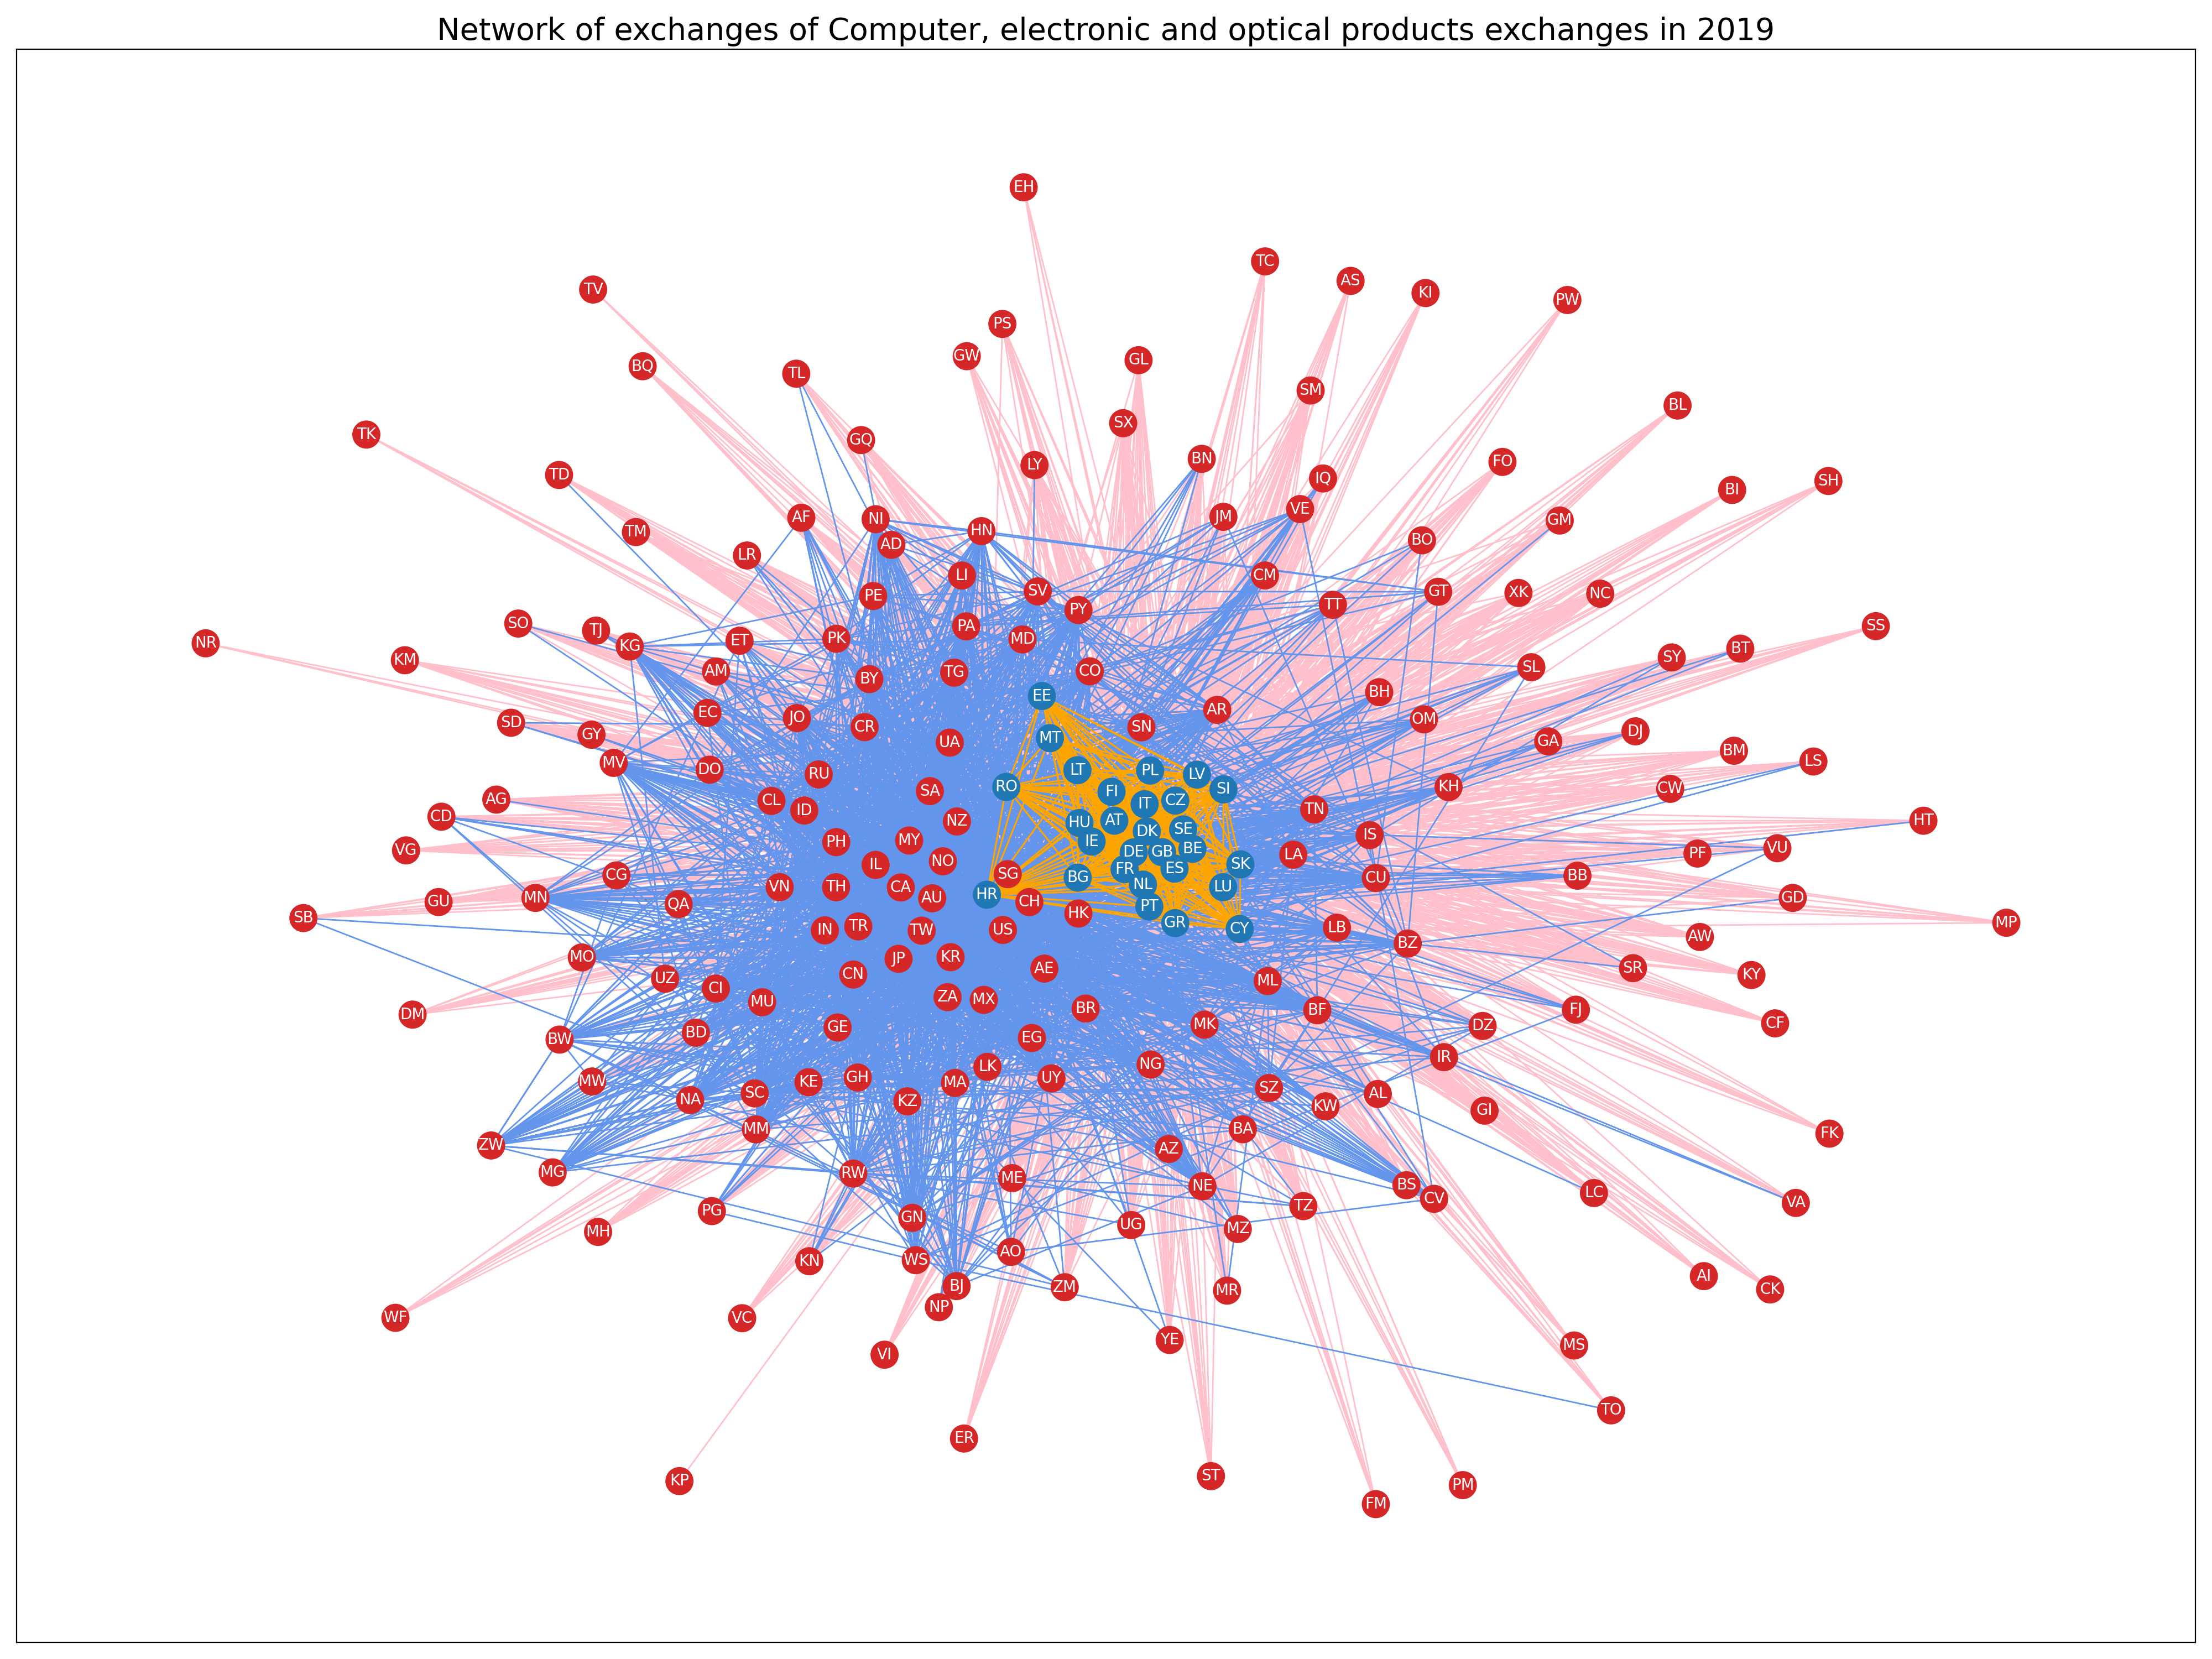 Network of exchanges of Computer, electronic and optical products exchanges in 2019
EH
TC
AS
TV
KI
PW
PS
GW
GL
BQ
TL
SM
BL
SX
TK
GQ
BN
FO
LY
TD
IQ
SH
BI
VE
JM
AF
NI
GM
HN
TM
BO
AD
LR
LI
CM
SV
GT
XK
NC
PE
TT
PY
SO
PA
SS
TJ
PK
MD
ET
NR
KG
BT
SY
KM
SL
AM
CO
TG
BY
BH
EE
AR
EC
JO
OM
SD
CR
SN
DJ
GY
MT
UA
GA
BM
MV
LS
DO
LT
PL
RU
LV
RO
KH
SI
CW
SA
FI
AG
CL
CZ
IT
ID
TN
CD
HT
NZ
HU
AT
SE
DK
IS
MY
PH
IE
VU
BE
VG
DE
GB
PF
LA
NO
IL
SK
FR
ES
SG
CG
BG
BB
CU
NL
VN
TH
CA
LU
HR
MN
AU
GD
GU
CH
QA
PT
HK
SB
GR
MP
TR
LB
CY
IN
TW
US
AW
BZ
MO
KR
JP
AE
SR
CN
KY
UZ
ML
CI
ZA
MX
MU
BR
FJ
BF
DM
CF
MK
DZ
GE
BD
EG
BW
IR
NG
LK
GH
UY
MW
KE
MA
SZ
SC
AL
NA
KZ
KW
GI
MM
BA
FK
ZW
AZ
MG
RW
ME
BS
NE
LC
CV
VA
TZ
PG
GN
UG
MZ
MH
AO
WS
KN
AI
BJ
ZM
CK
MR
NP
WF
VC
YE
MS
VI
TO
ER
ST
KP
PM
FM